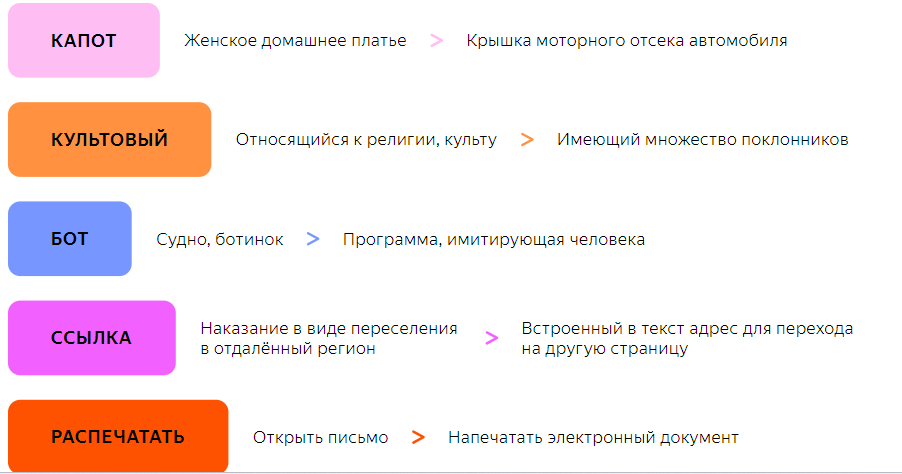 КАПОТ Женское домашнее платье > Крышка моторного отсека автомобиля
КУЛЬТОВЫЙ Относящийся к религии, культу > Имеющий множество поклонников
БОТ Судно, ботинок > Программа, имитирующая человека
ССЫЛКА Наказание в виде переселения
в отдалённый регион > Встроенный в текст адрес для перехода
на другую страницу
РАСПЕЧАТАТЬ Открыть письмо > Напечатать электронный документ